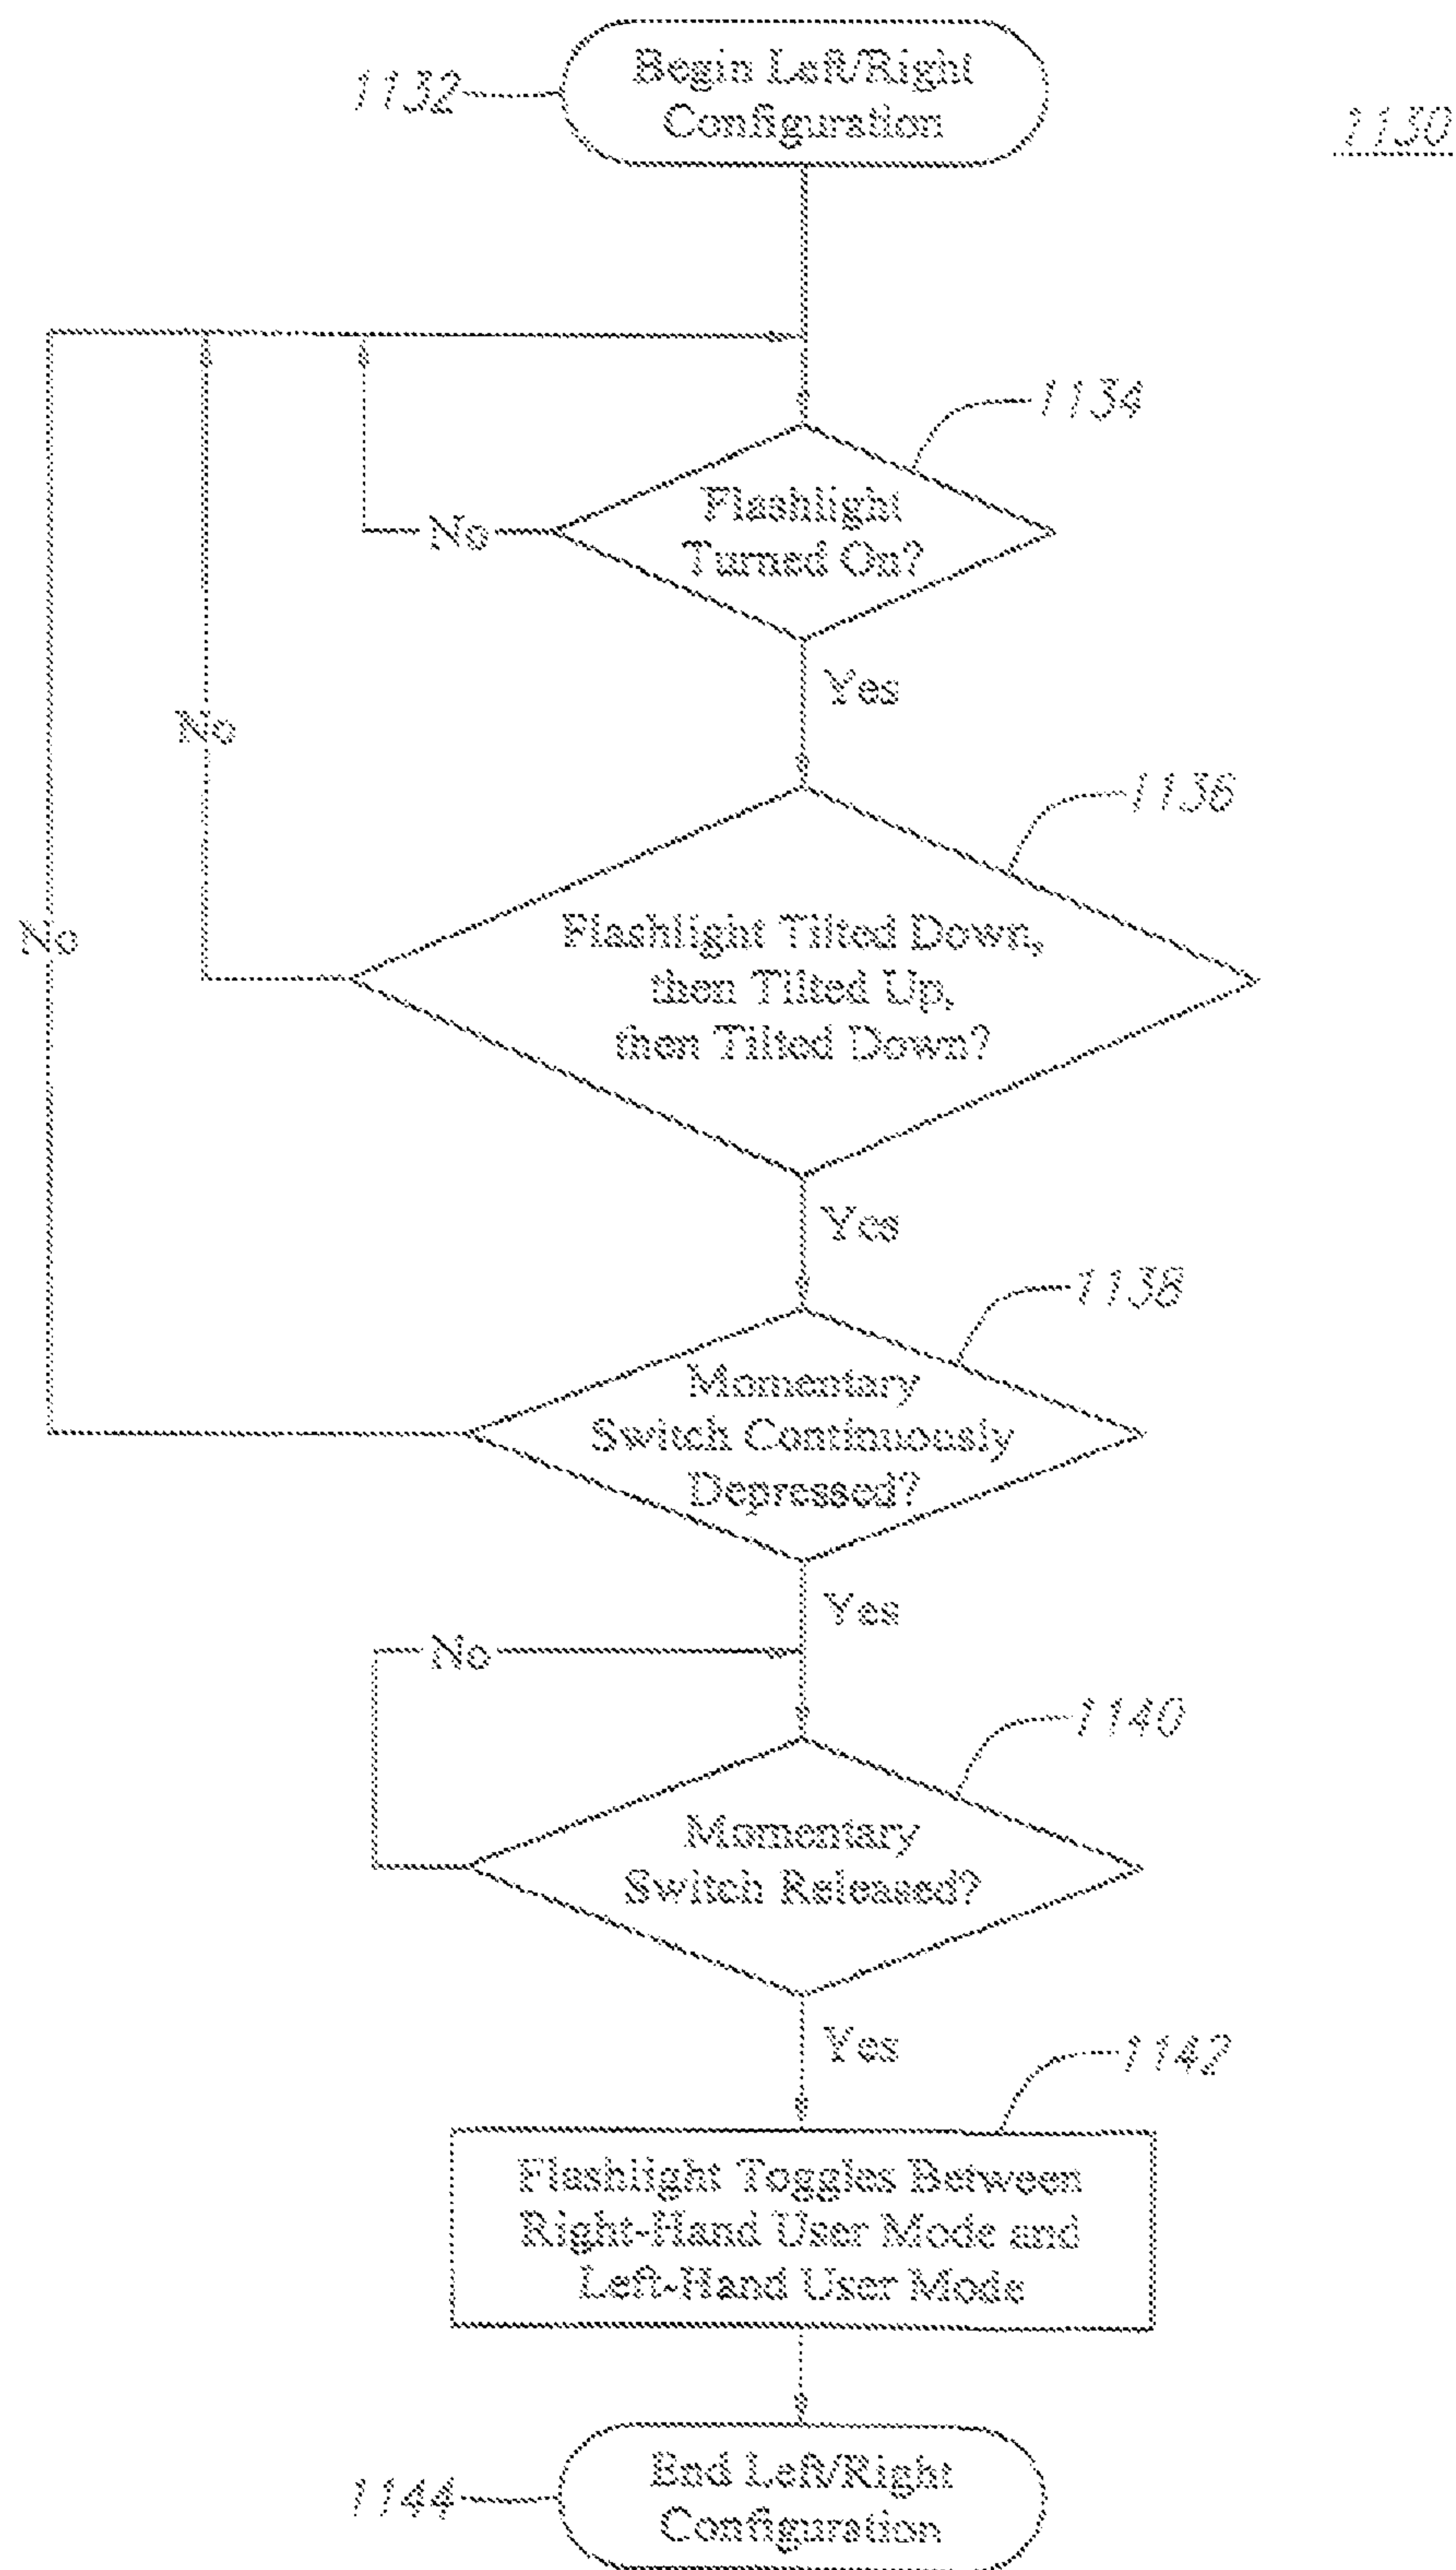 Begin Left/Right
Configuration
1132
1130
1134
Flashlight
Turned On?
No
Yes
No
1136
Flashlight Tilted Down,
then Tilted Up,
then Tilted Down?
No
Yes
1138
Momentary
Switch Continuously
Depressed?
Yes
No
1140
Momentary
Switch Released?
Yes
1142
Flashlight Toggles Between
Right-Hand User Mode and
Left-Hand User Mode
1144
End Left/Right
Configuration